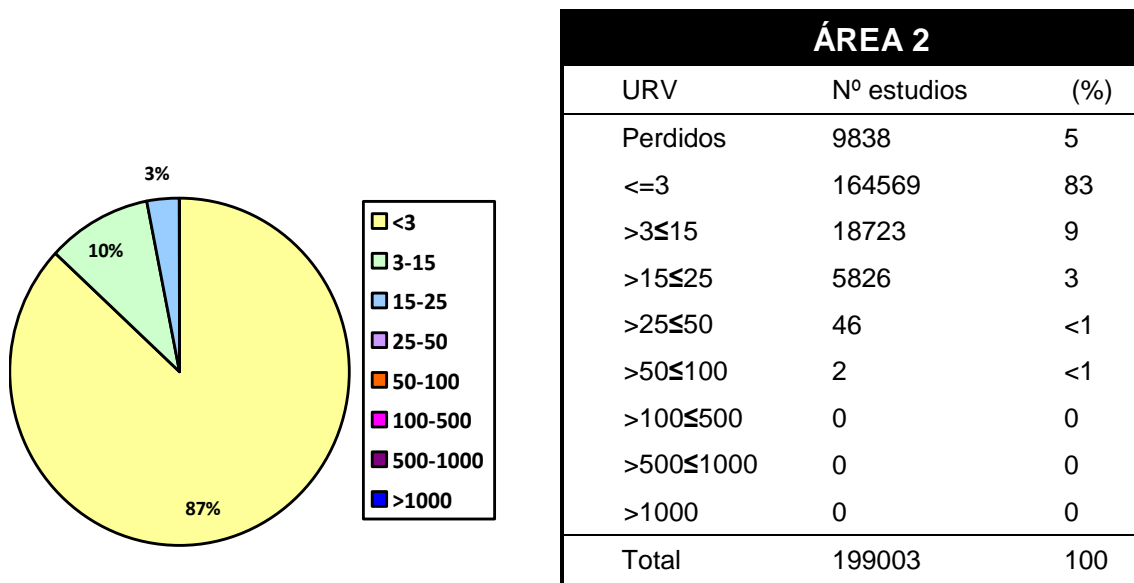 3%
10%
87%
<3
3-15
15-25
25-50
50-100
100-500
500-1000
>1000
ÁREA 2
URV Nº estudios (%)
Perdidos 9838 5
<=3 164569 83
>3≤15 18723 9
>15≤25 5826 3
>25≤50 46 <1
>50≤100 2 <1
>100≤500 0 0
>500≤1000 0 0
>1000 0 0
Total 199003 100